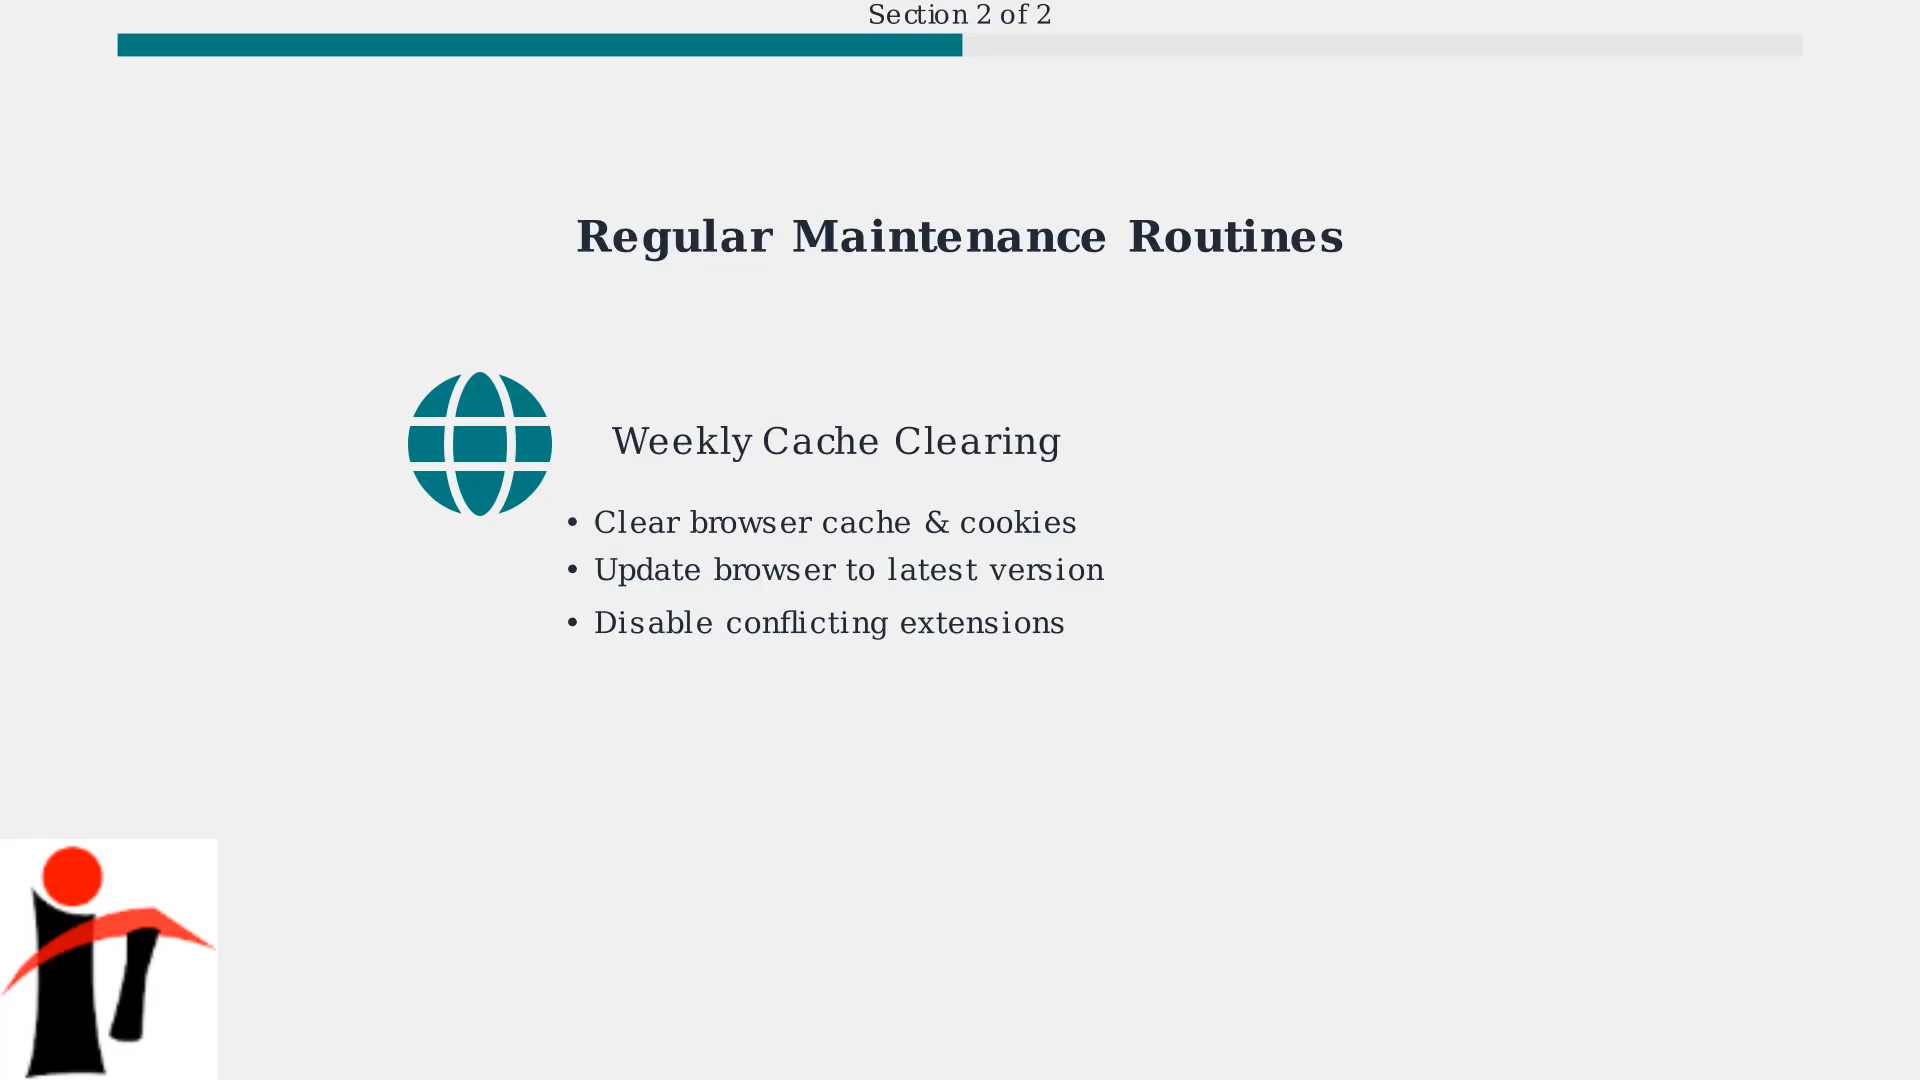 Section 2 of 2
Regular Maintenance Routines
Weekly Cache Clearing
• Clear browser cache & cookies
• Update browser to latest version
• Disable conflicting extensions